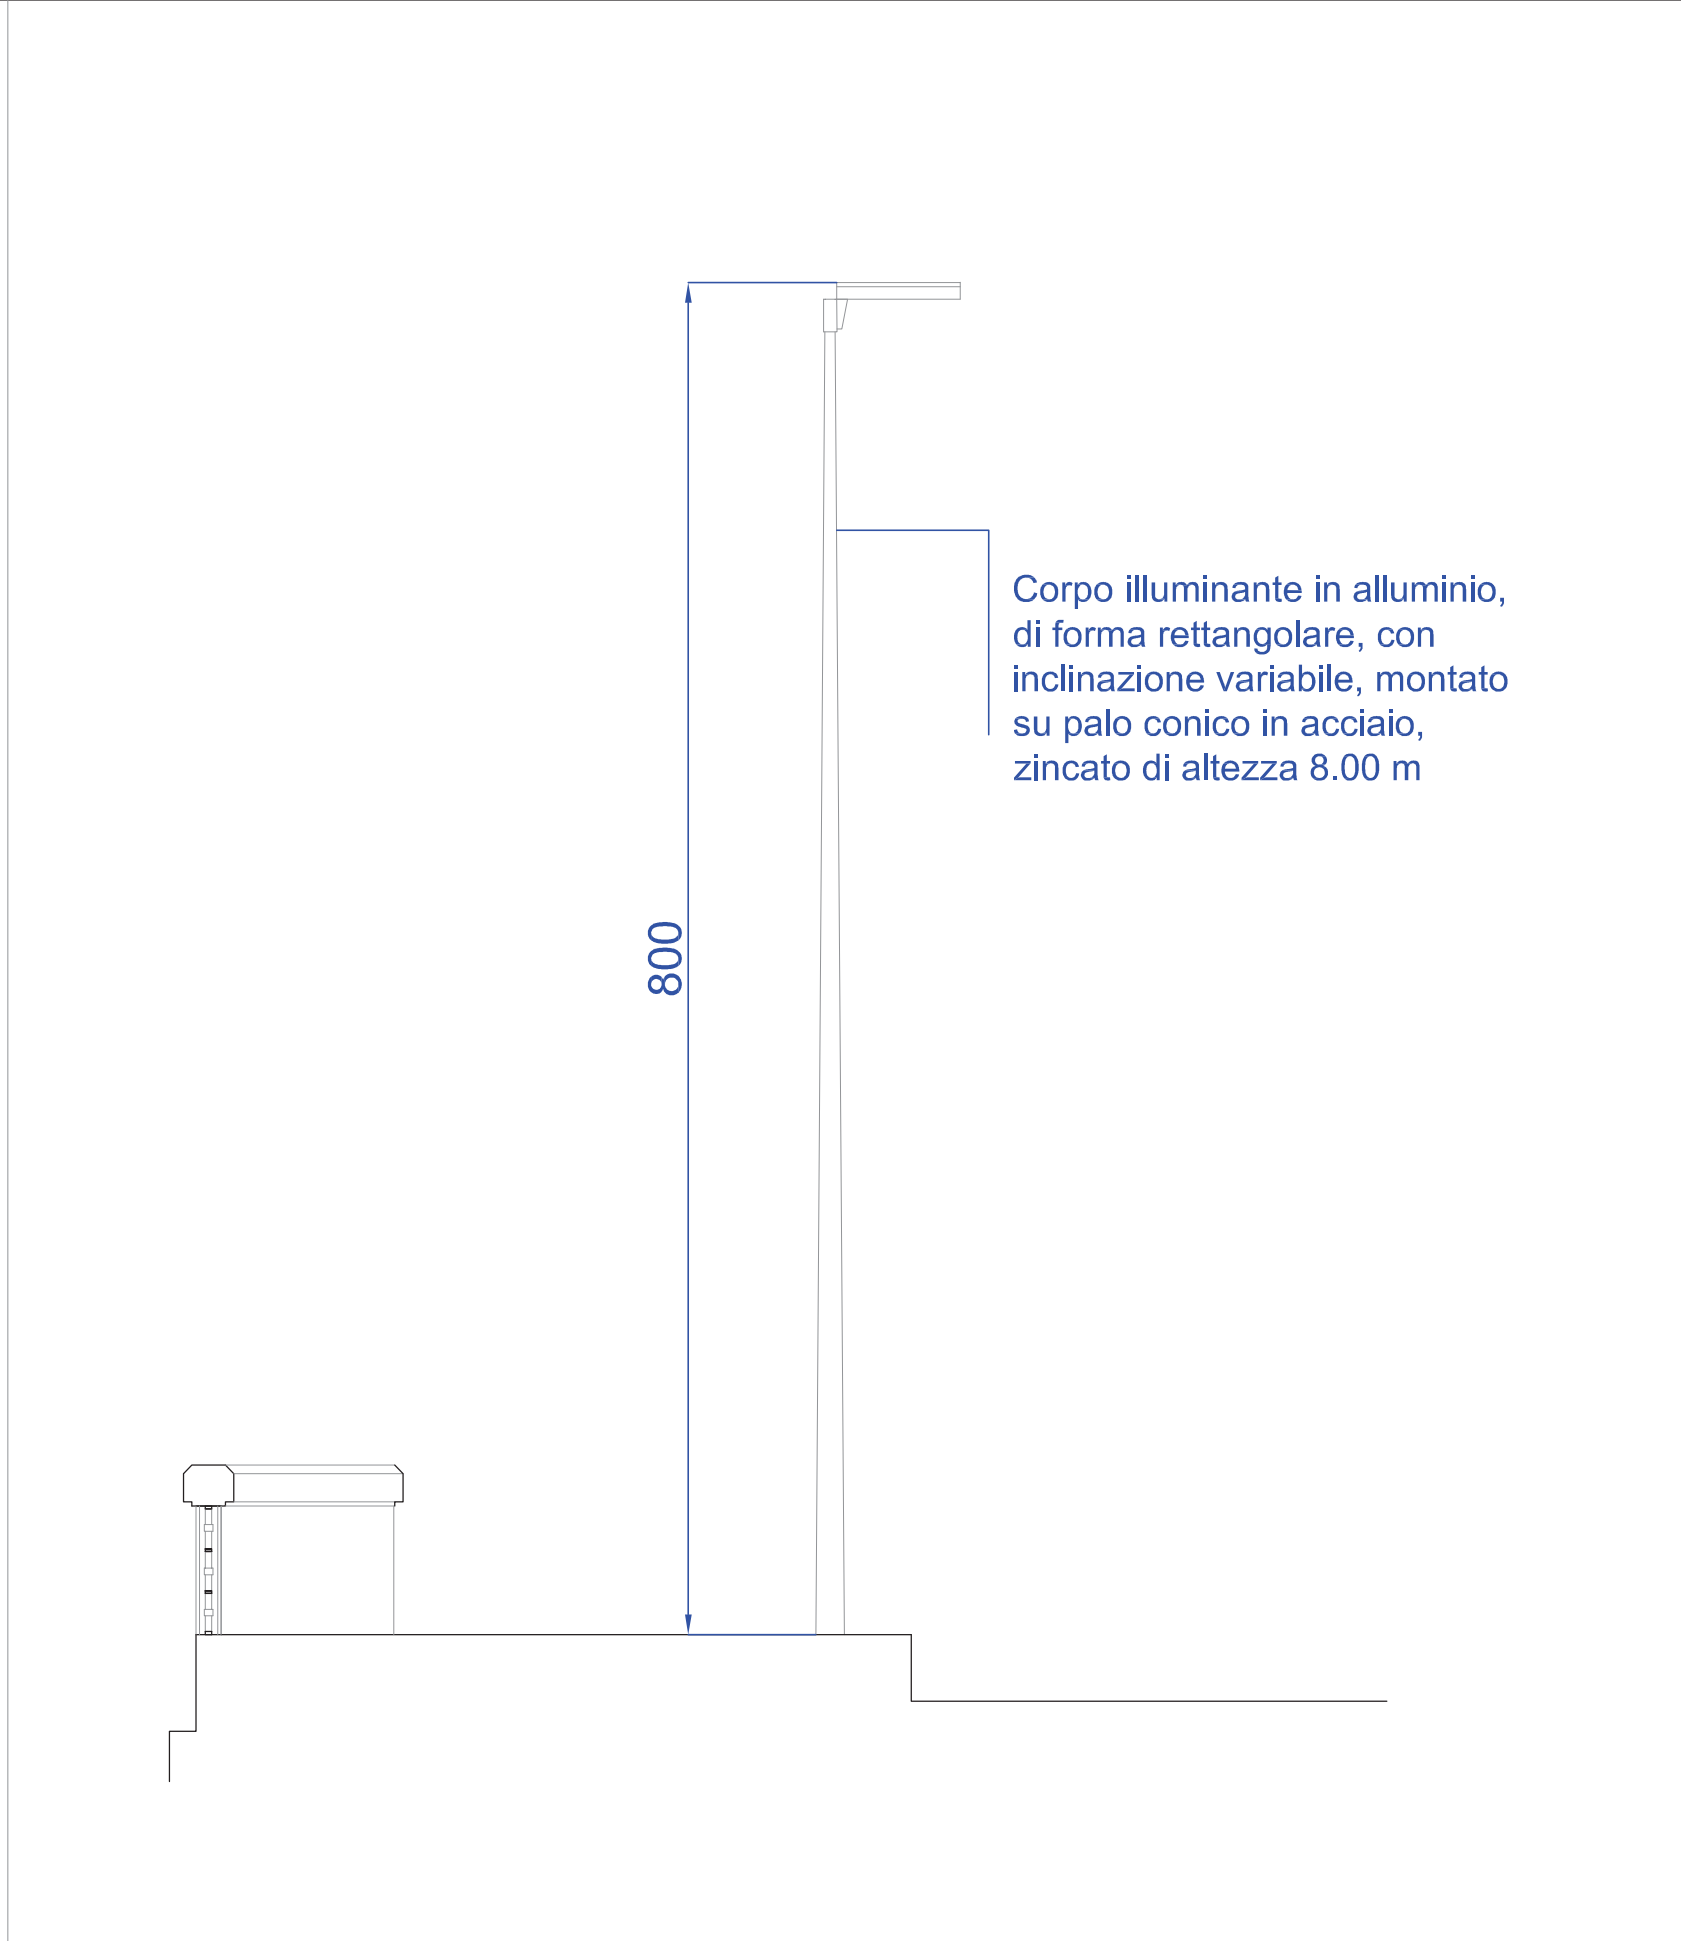 Corpo illuminante in alluminio,
di forma rettangolare, con
inclinazione variabile, montato
su palo conico in acciaio,
zincato di altezza 8.00 m
800